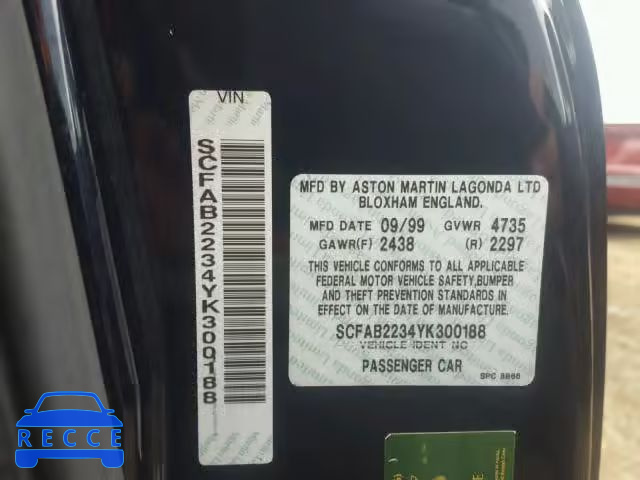 VIN
SCFAB2234YK300188
MFD BY ASTON MARTIN LAGONDA LTD
BLOXHAM ENGLAND.
MFD DATE 09/99 GVWR 4735
GAWR(F) 2438 (R) 2297
THIS VEHICLE CONFORMS TO ALL APPLICABLE
FEDERAL MOTOR VEHICLE SAFETY,BUMPER
AND THEFT PREVENTION STANDARDS IN
EFFECT ON THE DATE OF MANUFACTURE
SCFAB2234YK300188
VEHICLE IDENT NO
PASSENGER CAR
SPC 8868
RECCE